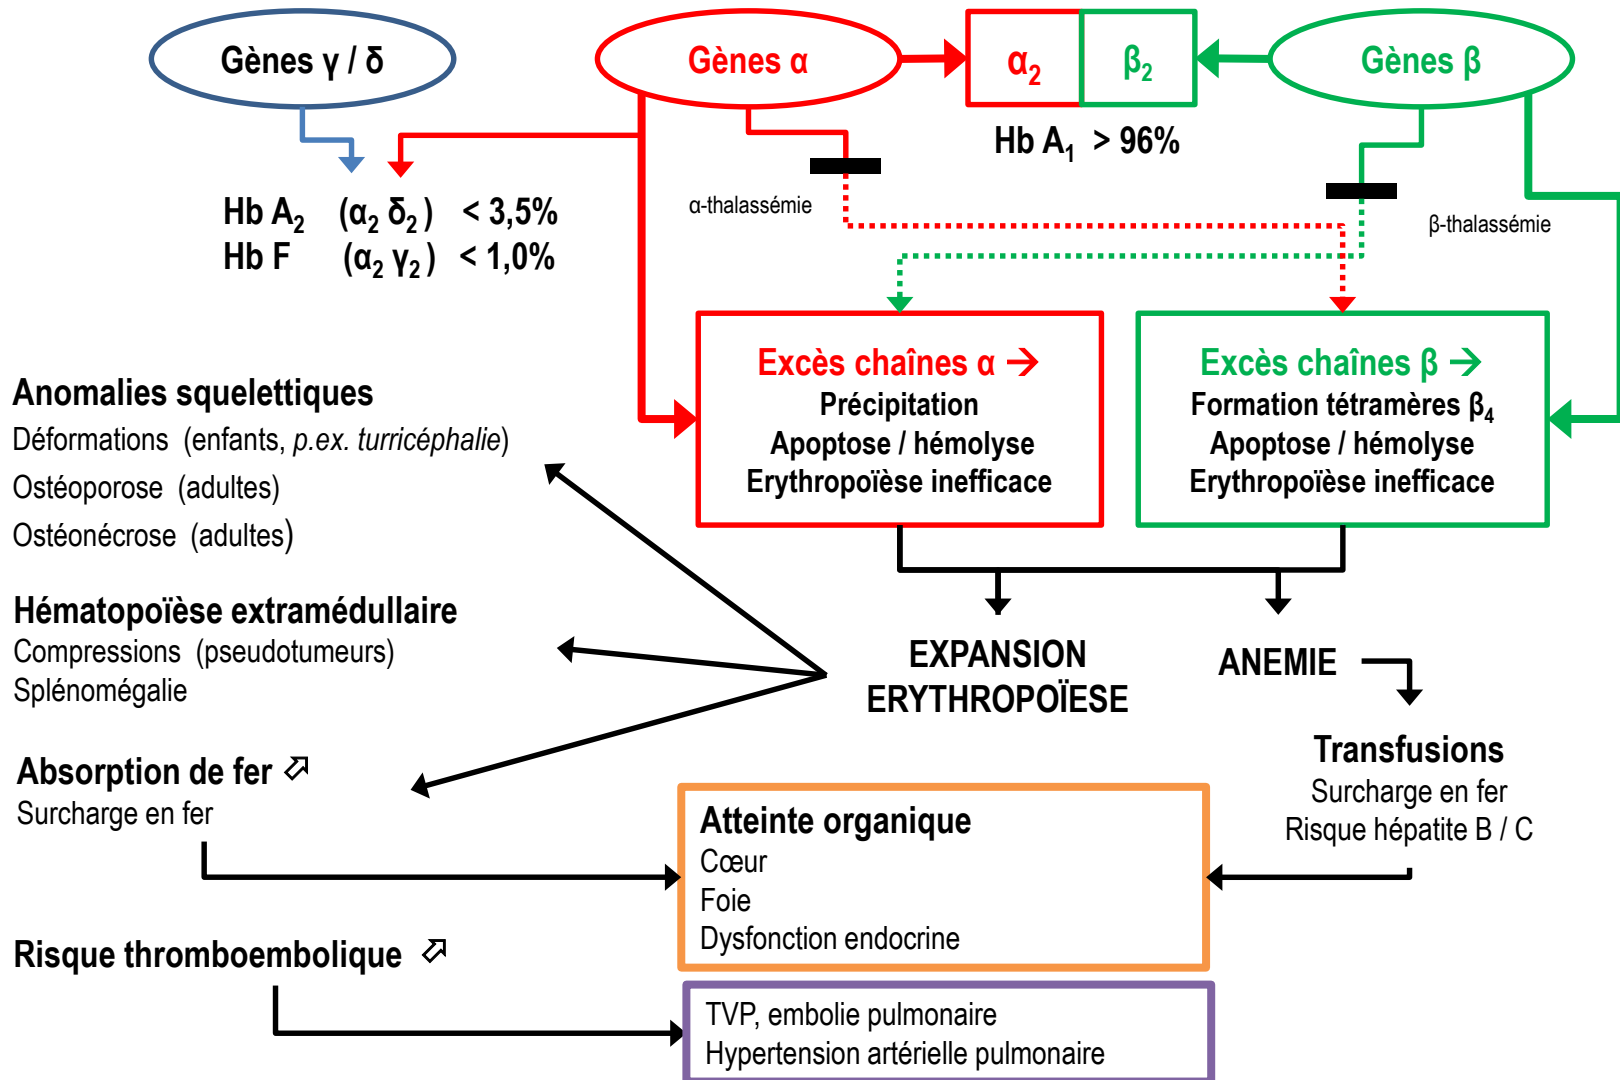 Gènes γ / δ
Gènes α
α2
β2
Gènes β
Hb A1 > 96%
Hb A2 (α2 δ2 ) < 3,5%
Hb F (α2 γ2 ) < 1,0%
α-thalassémie
β-thalassémie
Excès chaînes α →
Précipitation
Apoptose / hémolyse
Erythropoïèse inefficace
Excès chaînes β →
Formation tétramères β4
Apoptose / hémolyse
Erythropoïèse inefficace
Anomalies squelettiques
Déformations (enfants, p.ex. turricéphalie)
Ostéoporose (adultes)
Ostéonécrose (adultes)
Hématopoïèse extramédullaire
Compressions (pseudotumeurs)
Splénomégalie
EXPANSION
ERYTHROPOÏESE
ANEMIE
Absorption de fer ⬀
Surcharge en fer
Transfusions
Surcharge en fer
Risque hépatite B / C
Atteinte organique
Cœur
Foie
Dysfonction endocrine
Risque thromboembolique ⬀
TVP, embolie pulmonaire
Hypertension artérielle pulmonaire